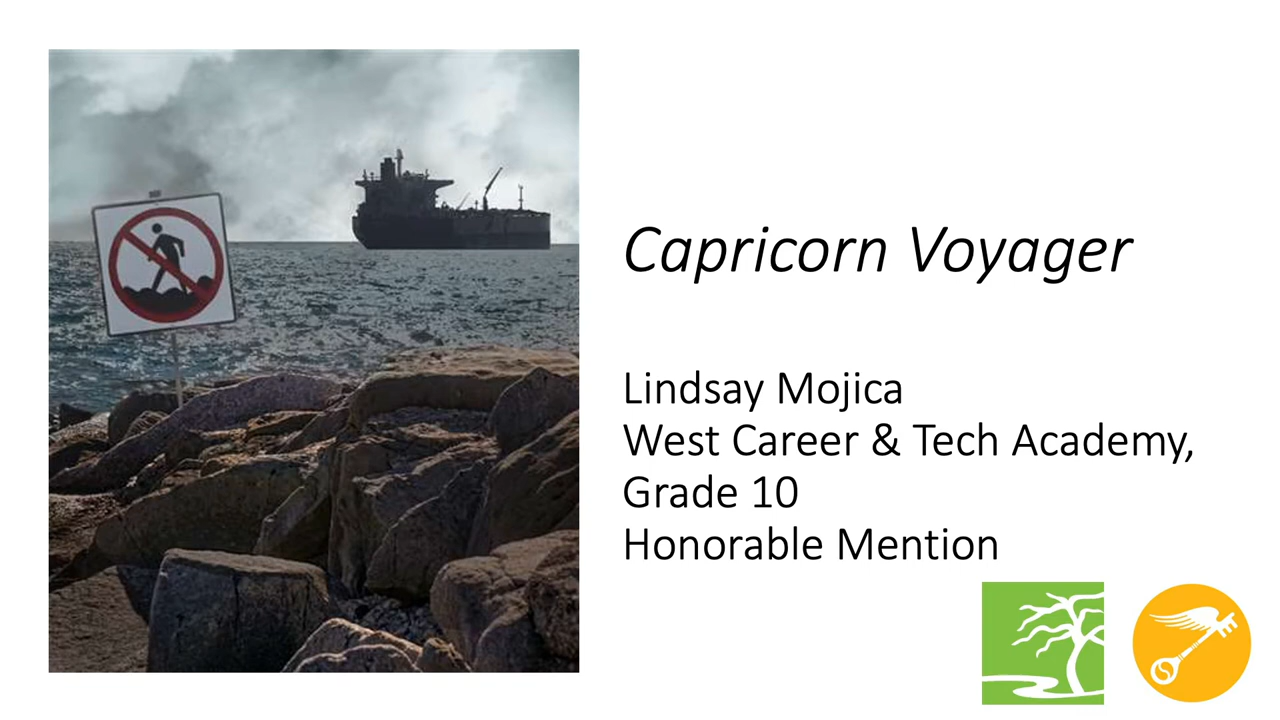 Capricorn Voyager
Lindsay Mojica
West Career & Tech Academy,
Grade 10
Honorable Mention